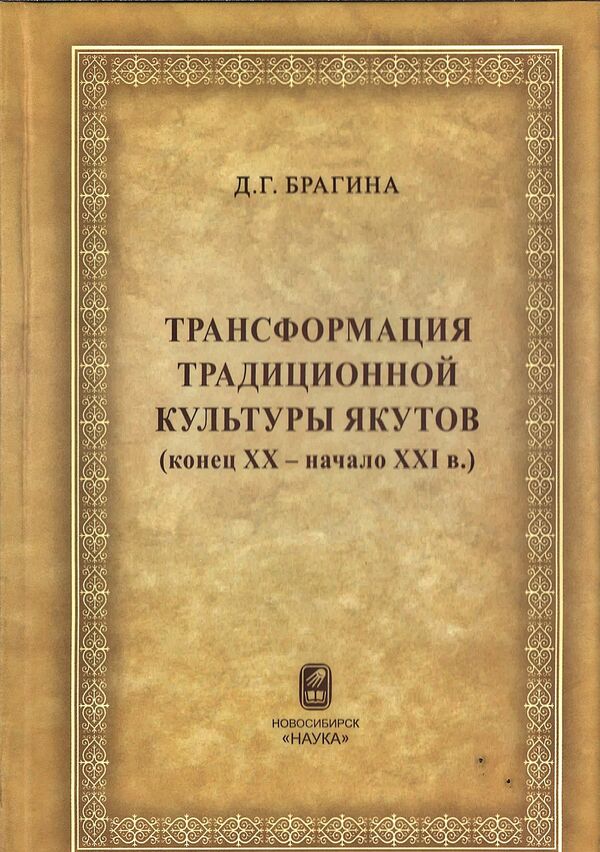 Д.Г. БРАГИНА
ТРАНСФОРМАЦИЯ
ТРАДИЦИОННОЙ
КУЛЬТУРЫ ЯКУТОВ
(конец XX – начало XXI в.)
НОВОСИБИРСК
«НАУКА»